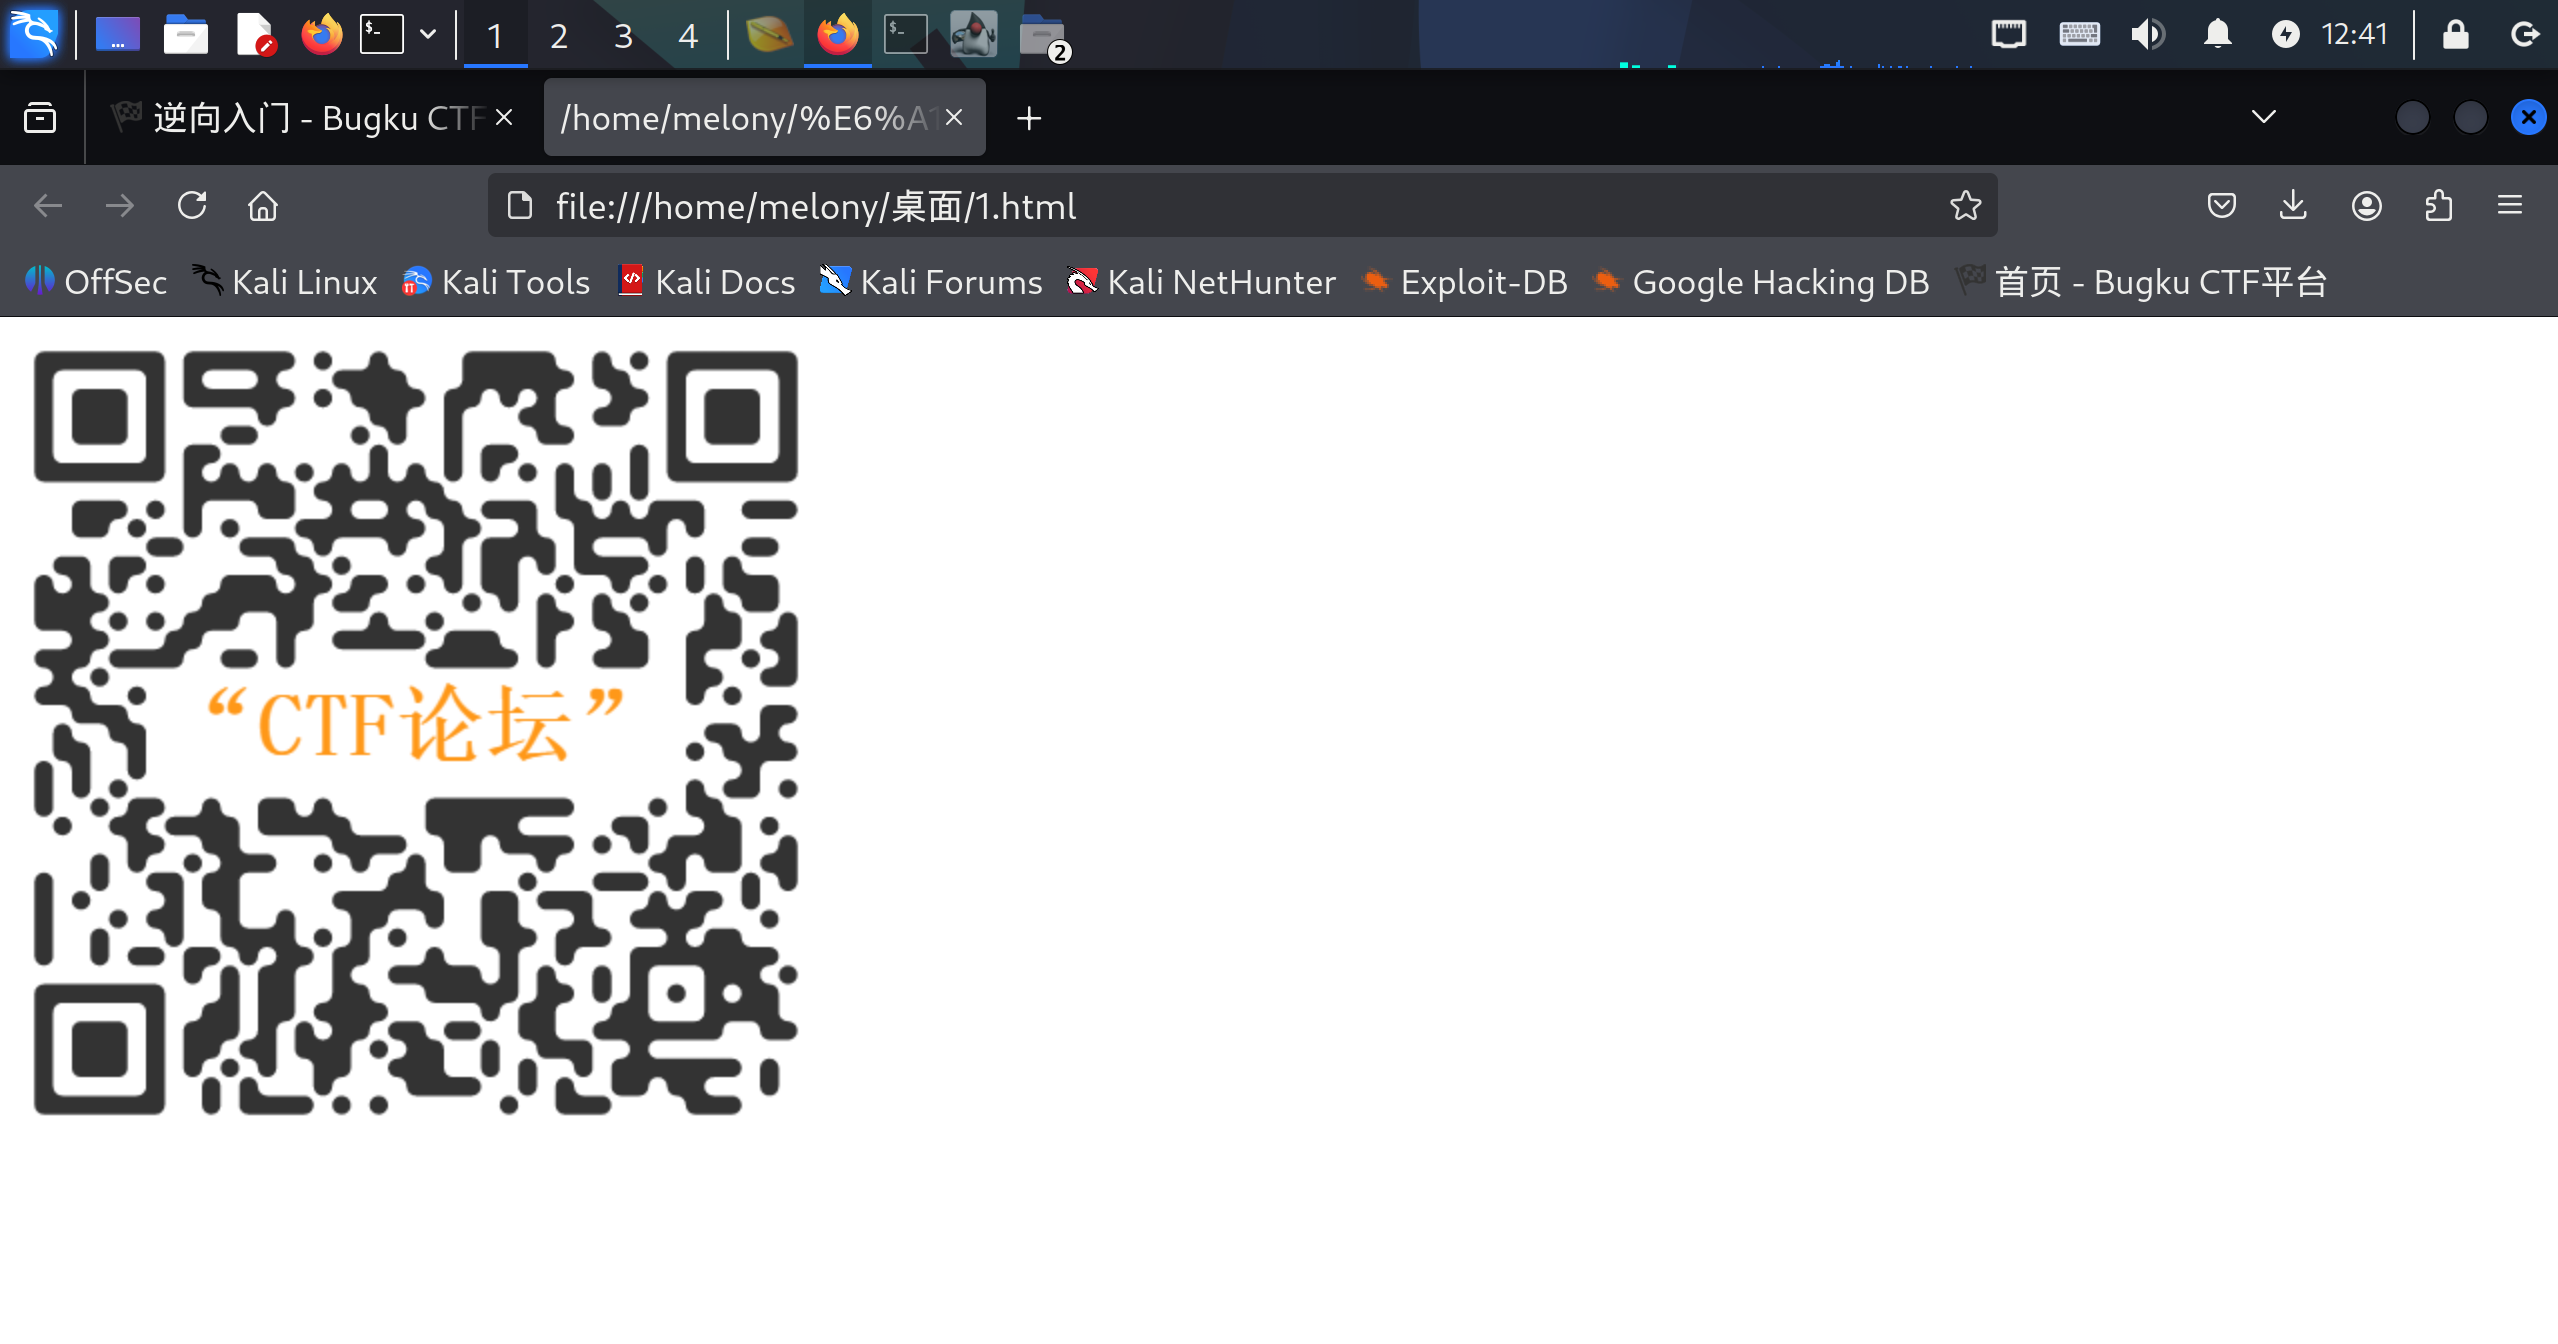 1 2 3 4 2 12:41
逆向入门 - Bugku CTF /home/melony/%E6%A1
file:///home/melony/桌面/1.html
OffSec Kali Linux Kali Tools Kali Docs Kali Forums Kali NetHunter Exploit-DB Google Hacking DB 首页 - Bugku CTF平台
“CTF论坛”